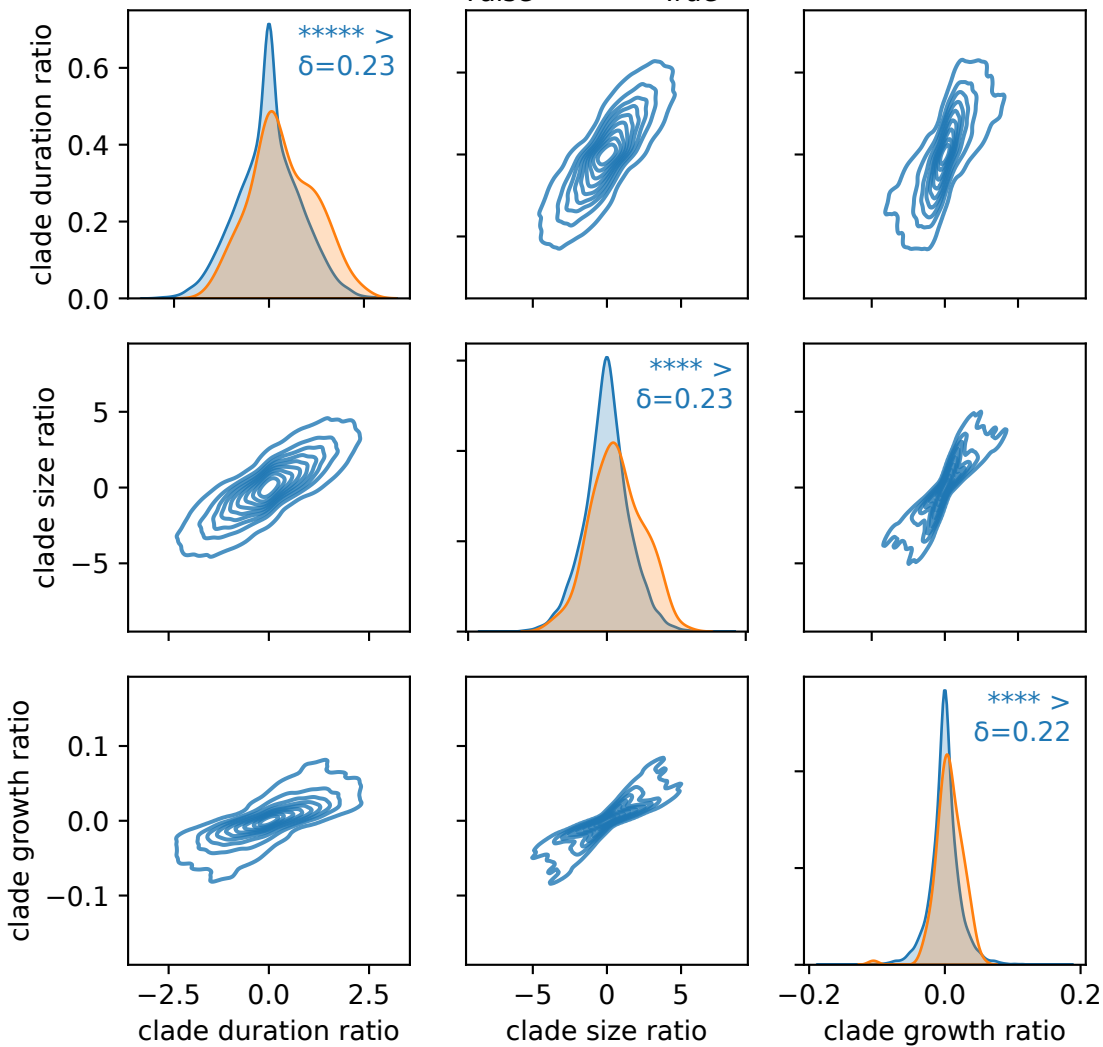 clade duration ratio
0.6
0.4
0.2
0.0
***** >
δ=0.23
clade size ratio
5
0
−5
**** >
δ=0.23
clade growth ratio
0.1
0.0
−0.1
**** >
δ=0.22
−2.5 0.0 2.5
clade duration ratio
−5 0 5
clade size ratio
−0.2 0.0 0.2
clade growth ratio